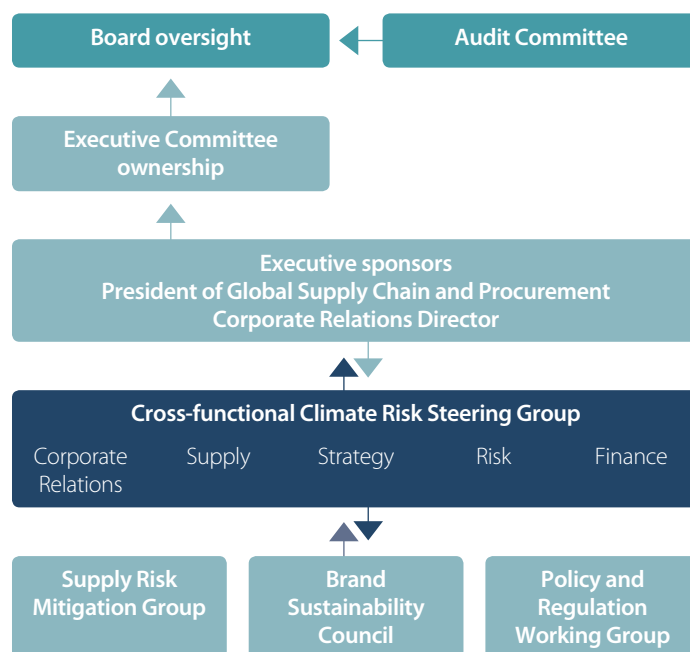 Board oversight
Audit Committee
Executive Committee
ownership
Executive sponsors
President of Global Supply Chain and Procurement
Corporate Relations Director
Cross-functional Climate Risk Steering Group
Corporate
Relations
Supply
Strategy
Risk
Finance
Supply Risk
Mitigation Group
Brand
Sustainability
Council
Policy and
Regulation
Working Group